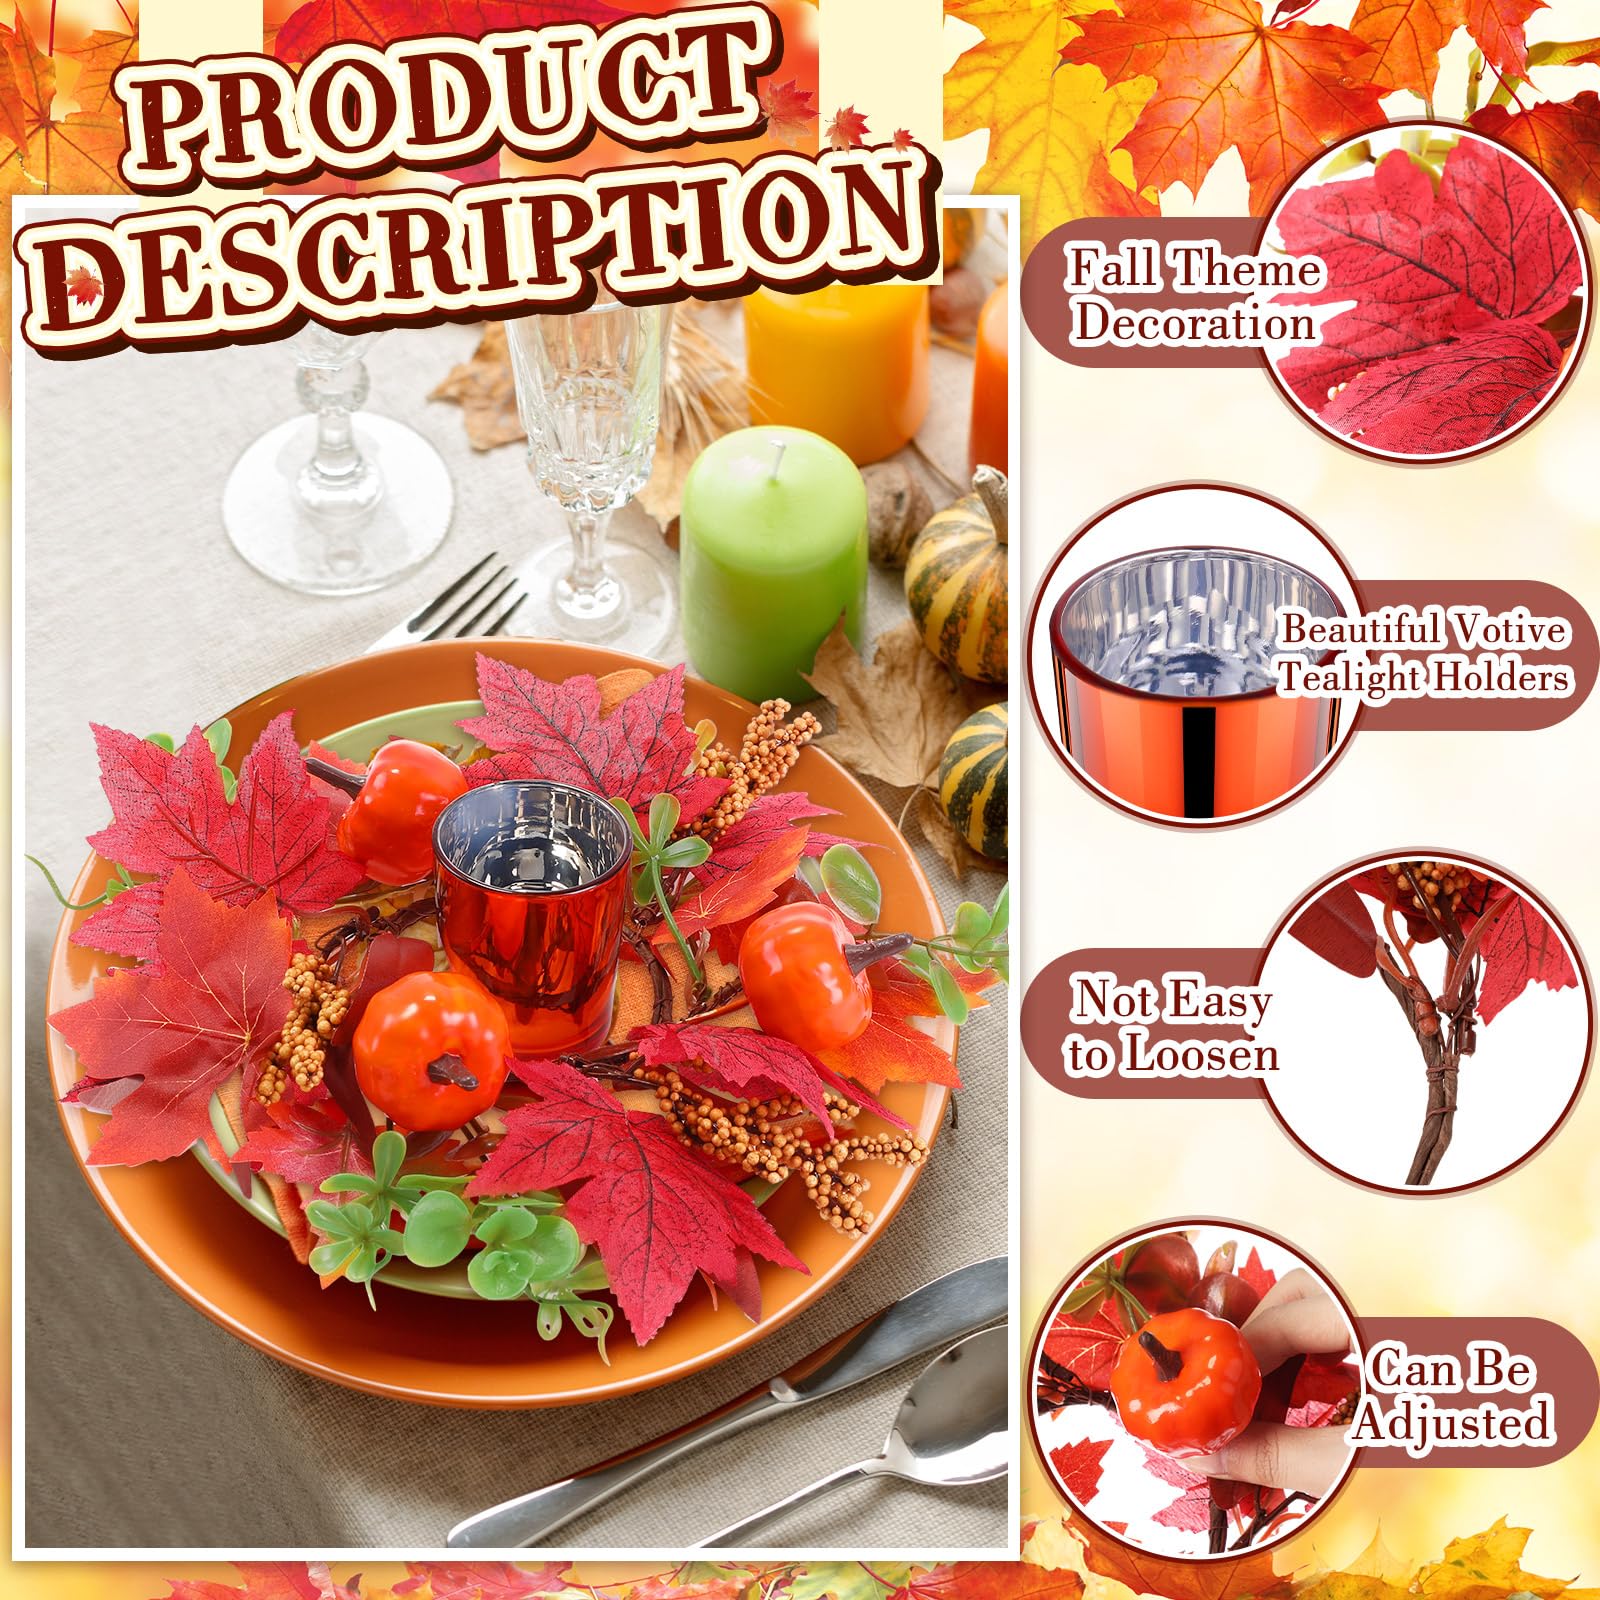 PRODUCT
DESCRIPTION
Fall Theme
Decoration
Beautiful Votive
Tealight Holders
Not Easy
to Loosen
Can Be
Adjusted